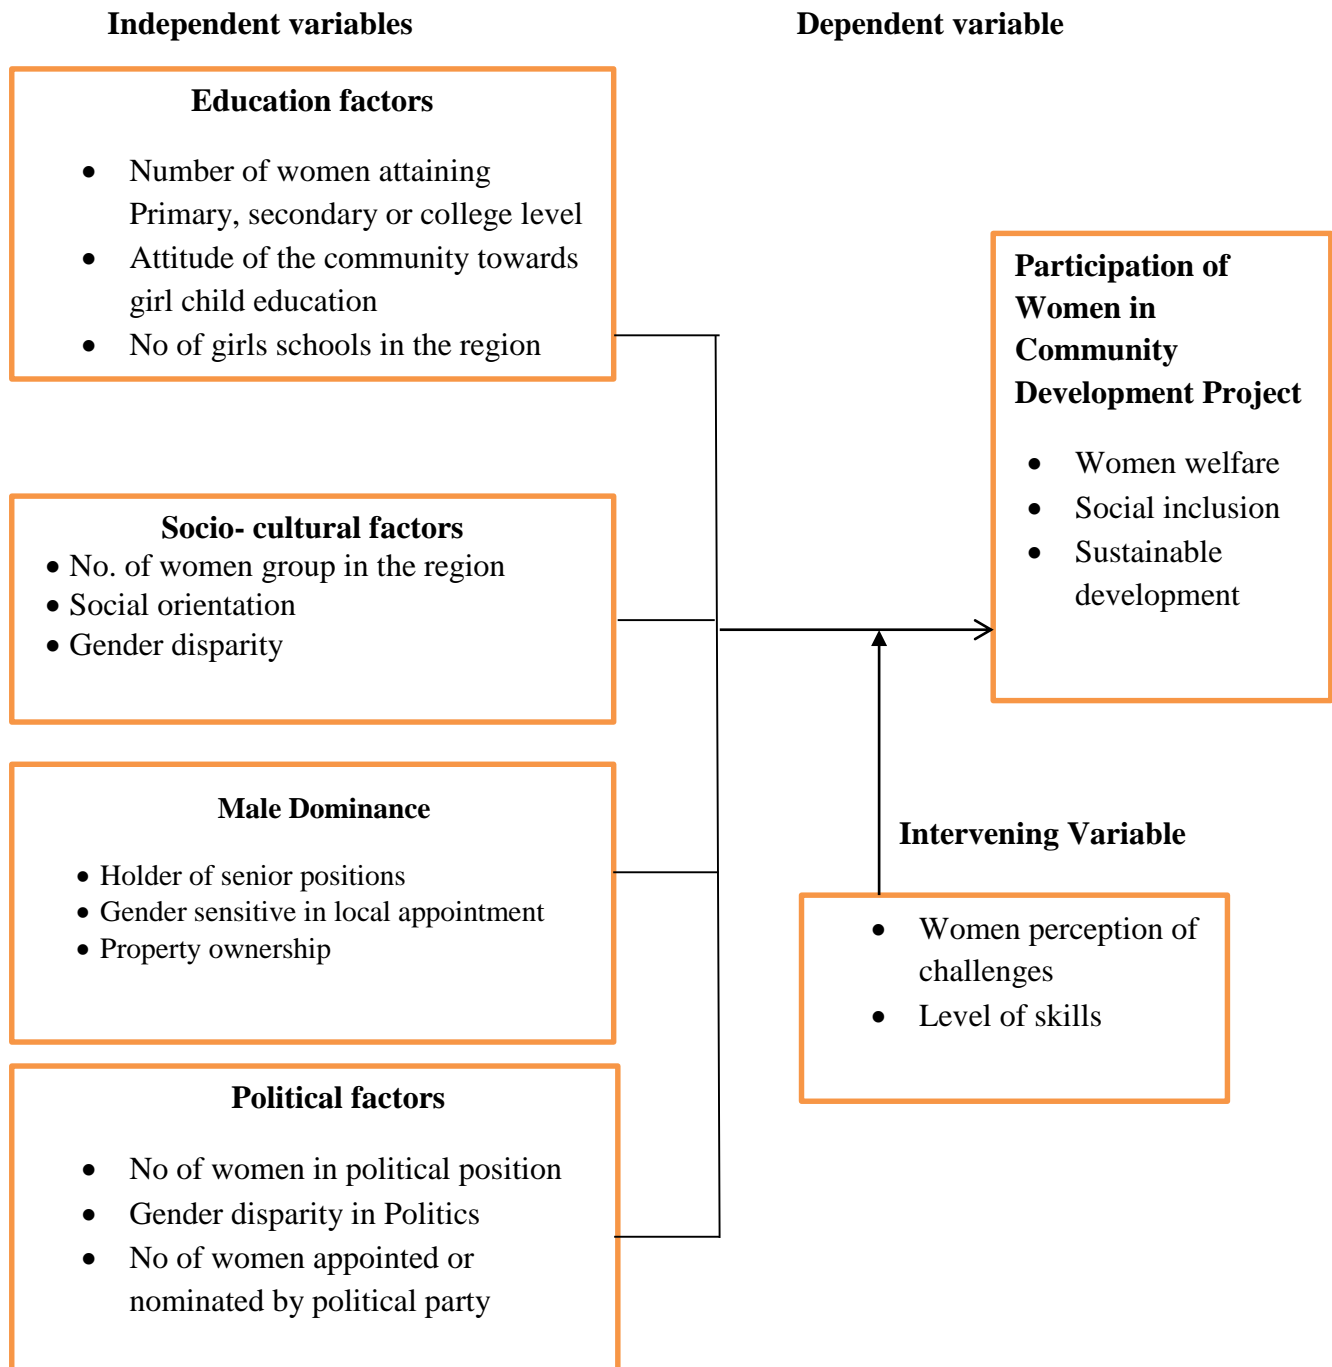 Independent variables
Dependent variable
Education factors
• Number of women attaining
Primary, secondary or college level
• Attitude of the community towards
girl child education
• No of girls schools in the region
Socio- cultural factors
• No. of women group in the region
• Social orientation
• Gender disparity
Male Dominance
• Holder of senior positions
• Gender sensitive in local appointment
• Property ownership
Political factors
• No of women in political position
• Gender disparity in Politics
• No of women appointed or
nominated by political party
Participation of
Women in
Community
Development Project
• Women welfare
• Social inclusion
• Sustainable
development
Intervening Variable
• Women perception of
challenges
• Level of skills